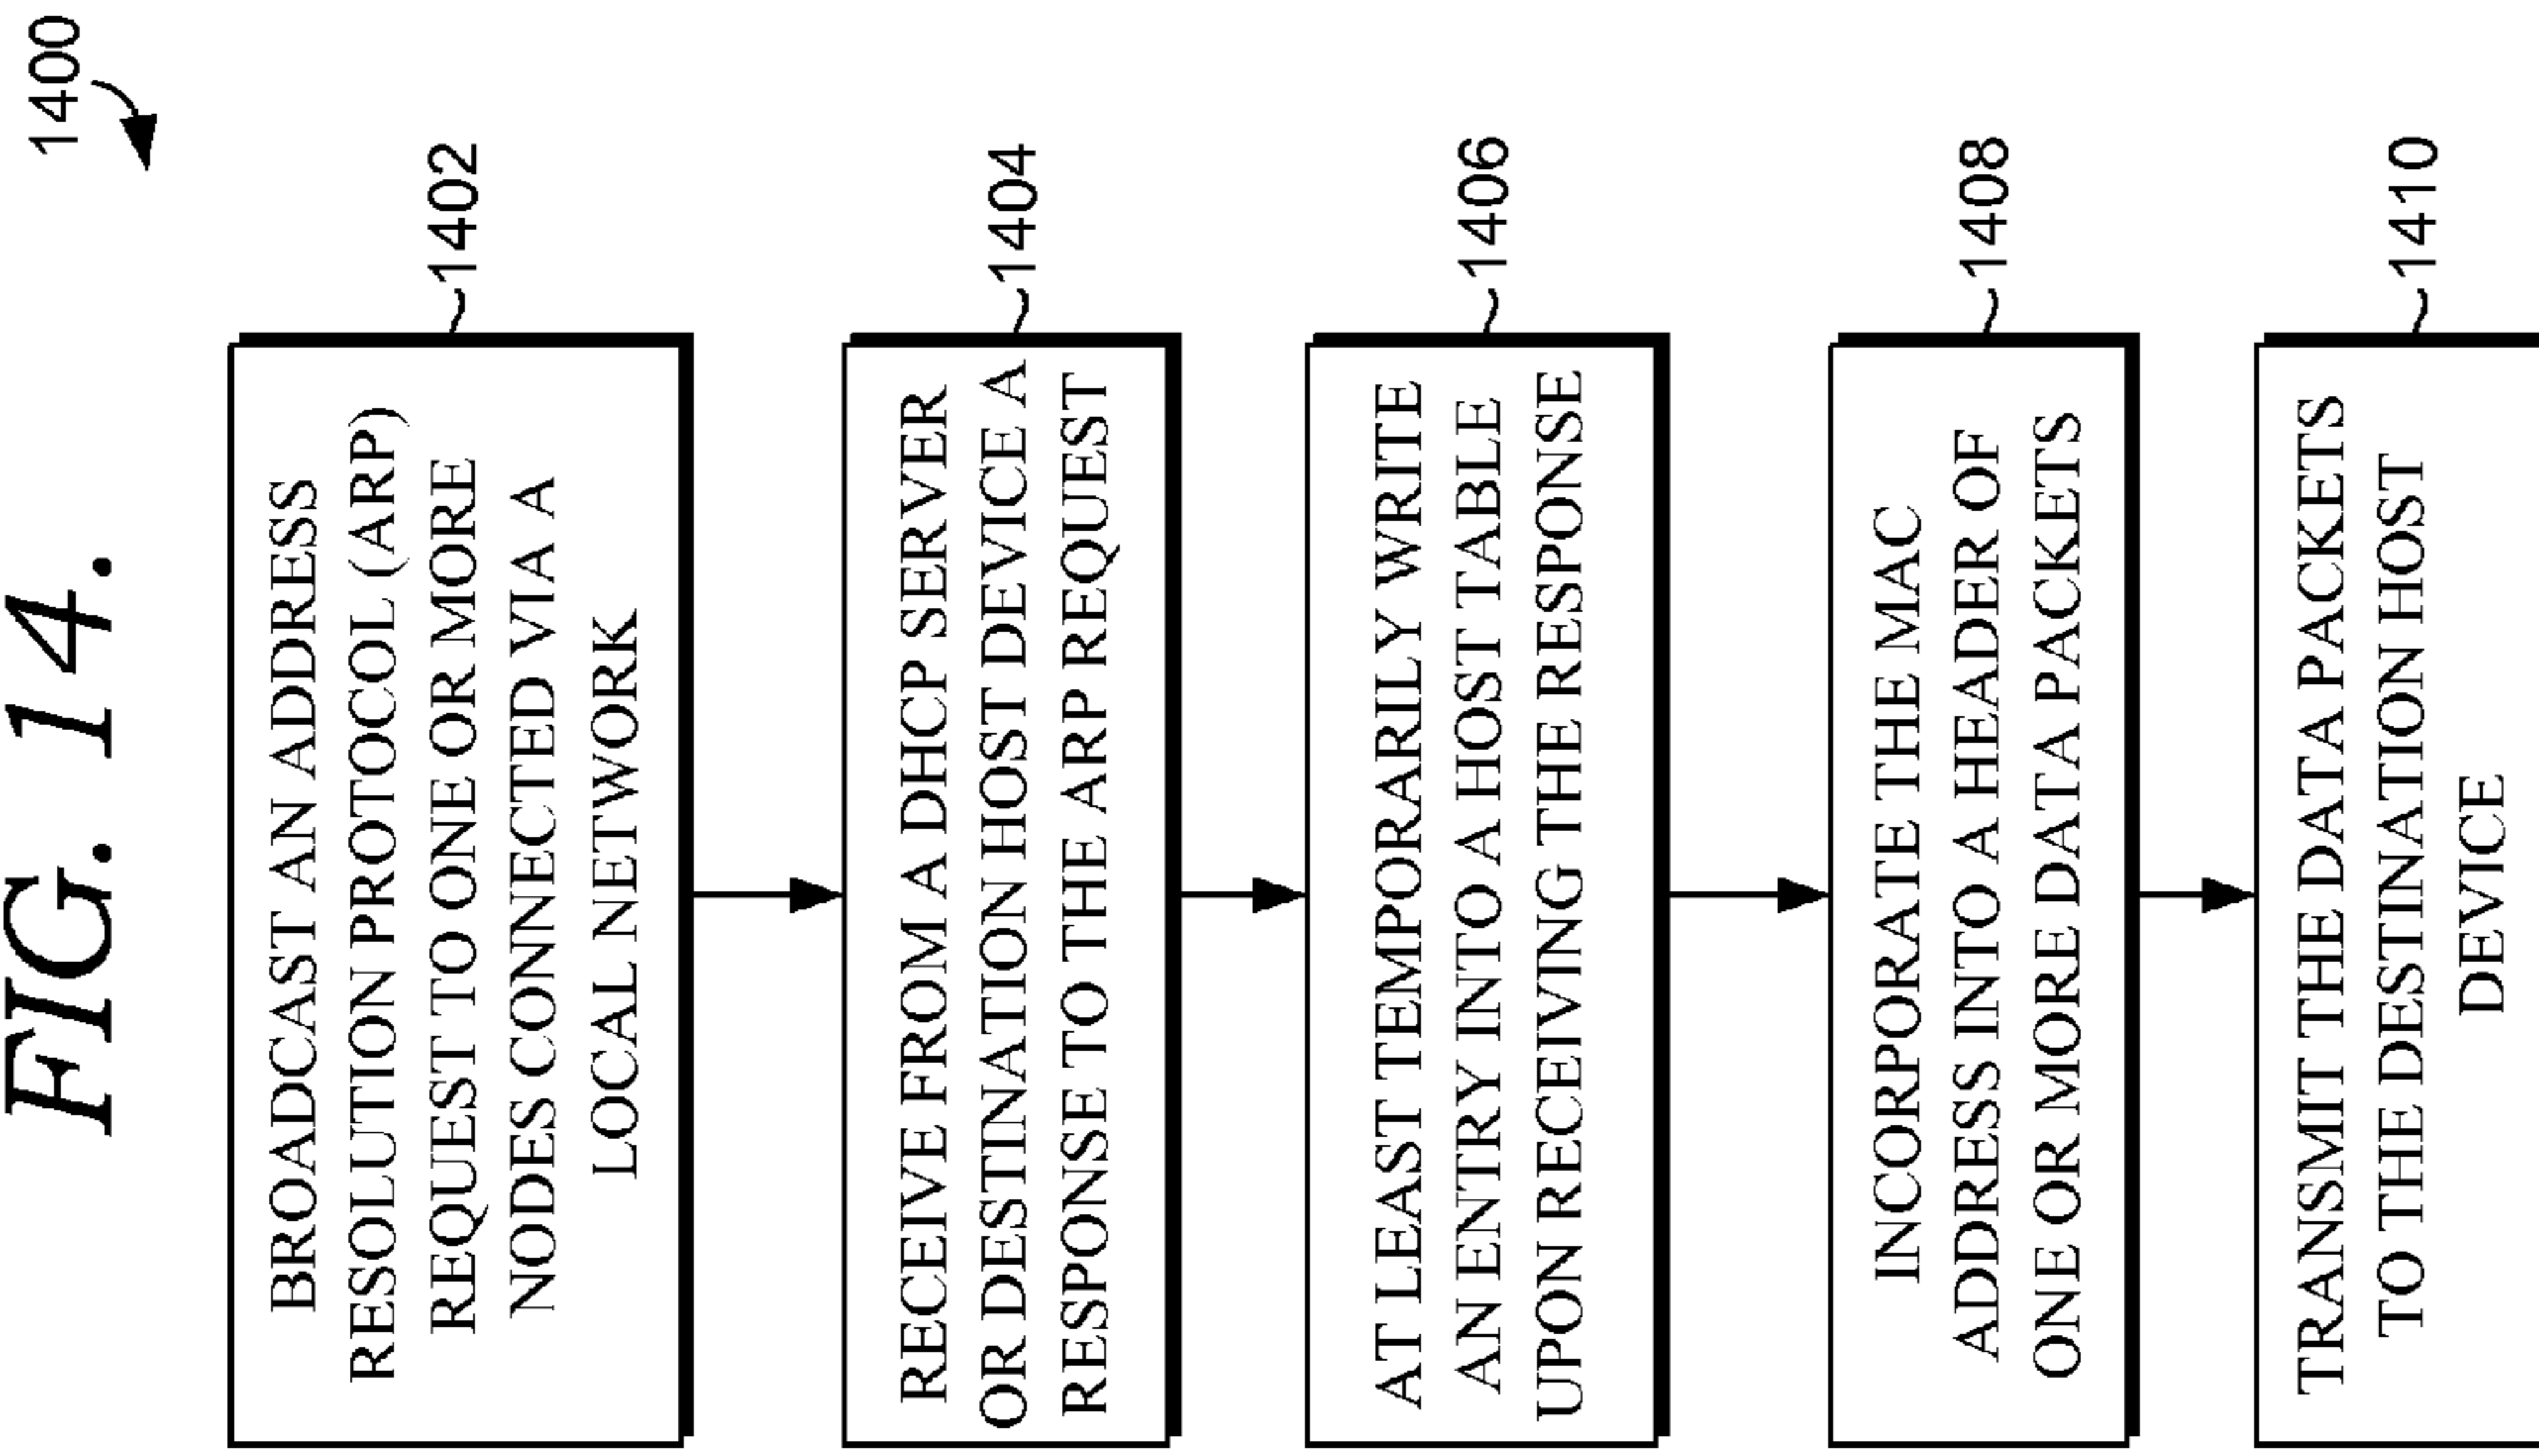 FIG. 14.
1400
BROADCAST AN ADDRESS
RESOLUTION PROTOCOL (ARP)
REQUEST TO ONE OR MORE
NODES CONNECTED VIA A
LOCAL NETWORK
1402
RECEIVE FROM A DHCP SERVER
OR DESTINATION HOST DEVICE A
RESPONSE TO THE ARP REQUEST
1404
AT LEAST TEMPORARILY WRITE
AN ENTRY INTO A HOST TABLE
UPON RECEIVING THE RESPONSE
1406
INCORPORATE THE MAC
ADDRESS INTO A HEADER OF
ONE OR MORE DATA PACKETS
1408
TRANSMIT THE DATA PACKETS
TO THE DESTINATION HOST
DEVICE
1410